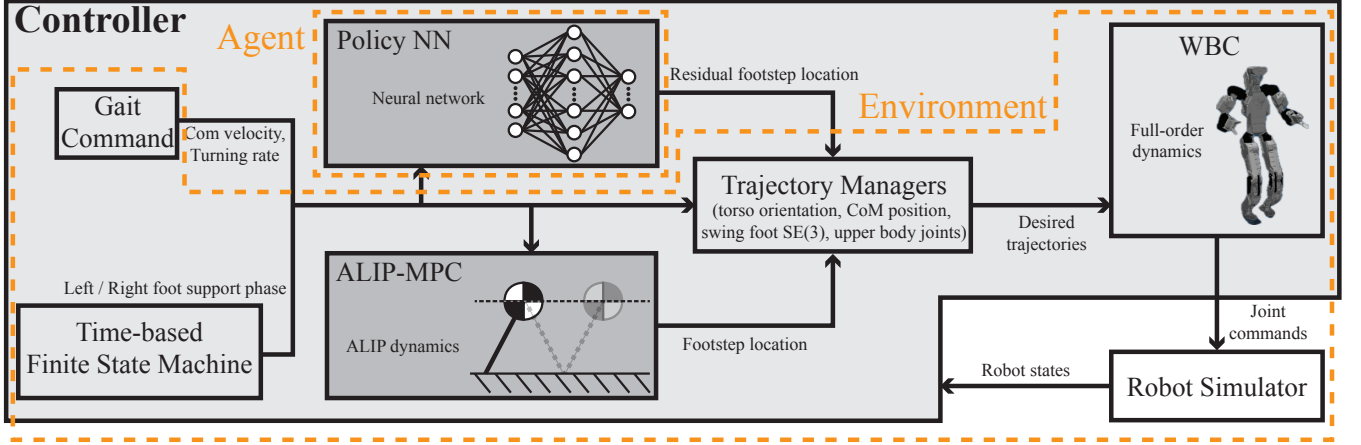 Controller
Agent
Policy NN
Neural network
Residual footstep location
Environment
WBC
Full-order
dynamics
Gait
Command
Com velocity,
Turning rate
Trajectory Managers
(torso orientation, CoM position,
swing foot SE(3), upper body joints)
Desired
trajectories
Left / Right foot support phase
Time-based
Finite State Machine
ALIP-MPC
ALIP dynamics
Footstep location
Joint
commands
Robot states
Robot Simulator